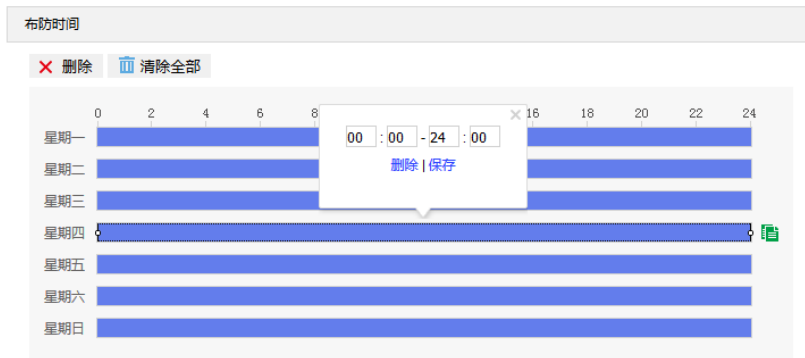 布防时间
删除 清除全部
0 2 4 6 8 16 18 20 22 24
00 : 00 - 24 : 00
删除 | 保存
星期一
星期二
星期三
星期四
星期五
星期六
星期日